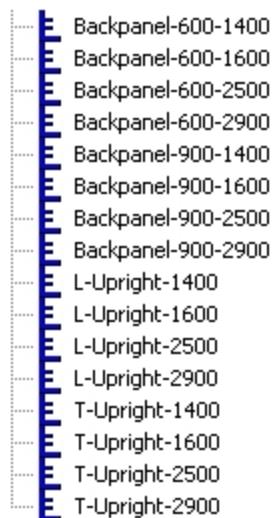 Backpanel-600-1400
Backpanel-600-1600
Backpanel-600-2500
Backpanel-600-2900
Backpanel-900-1400
Backpanel-900-1600
Backpanel-900-2500
Backpanel-900-2900
L-Upright-1400
L-Upright-1600
L-Upright-2500
L-Upright-2900
T-Upright-1400
T-Upright-1600
T-Upright-2500
T-Upright-2900